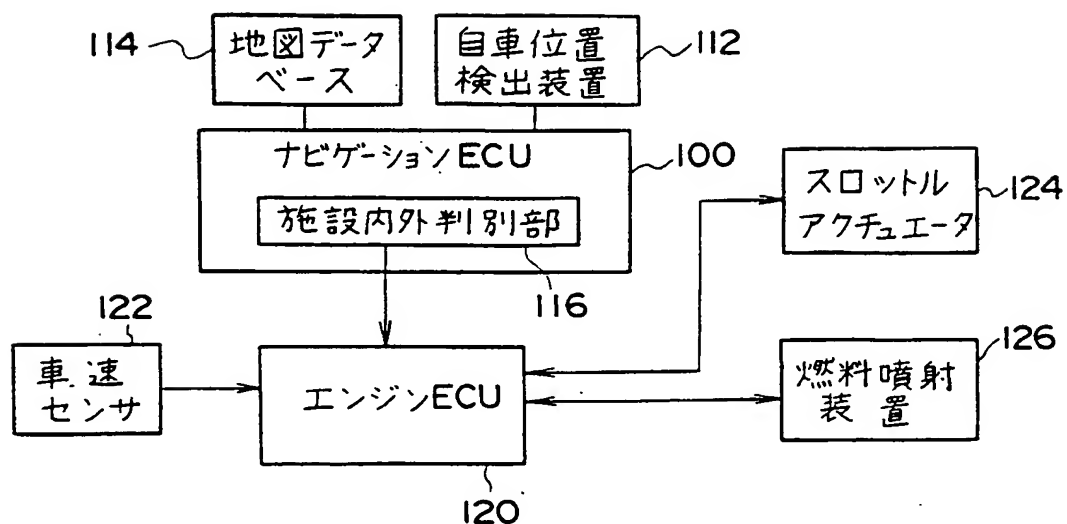 114
地図データ
ベース
自車位置
検出装置
112
ナビゲーションECU
100
施設内外判別部
116
スロットル
アクチュエータ
124
122
車速
センサ
エンジンECU
120
燃料噴射
装置
126